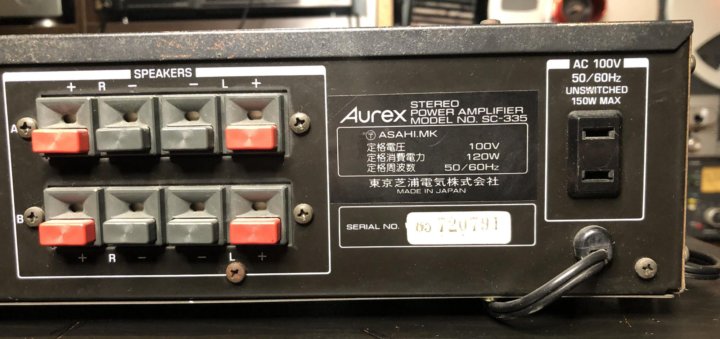 SPEAKERS
+ R − − L +
A
B
+ − − +
R L
Aurex STEREO
POWER AMPLIFIER
MODEL NO. SC-335
ASAHI.MK
定格電圧 100V
定格消費電力 120W
定格周波数 50/60Hz
東京芝浦電気株式会社
MADE IN JAPAN
SERIAL NO. 05 720791
AC 100V
50/60Hz
UNSWITCHED
150W MAX